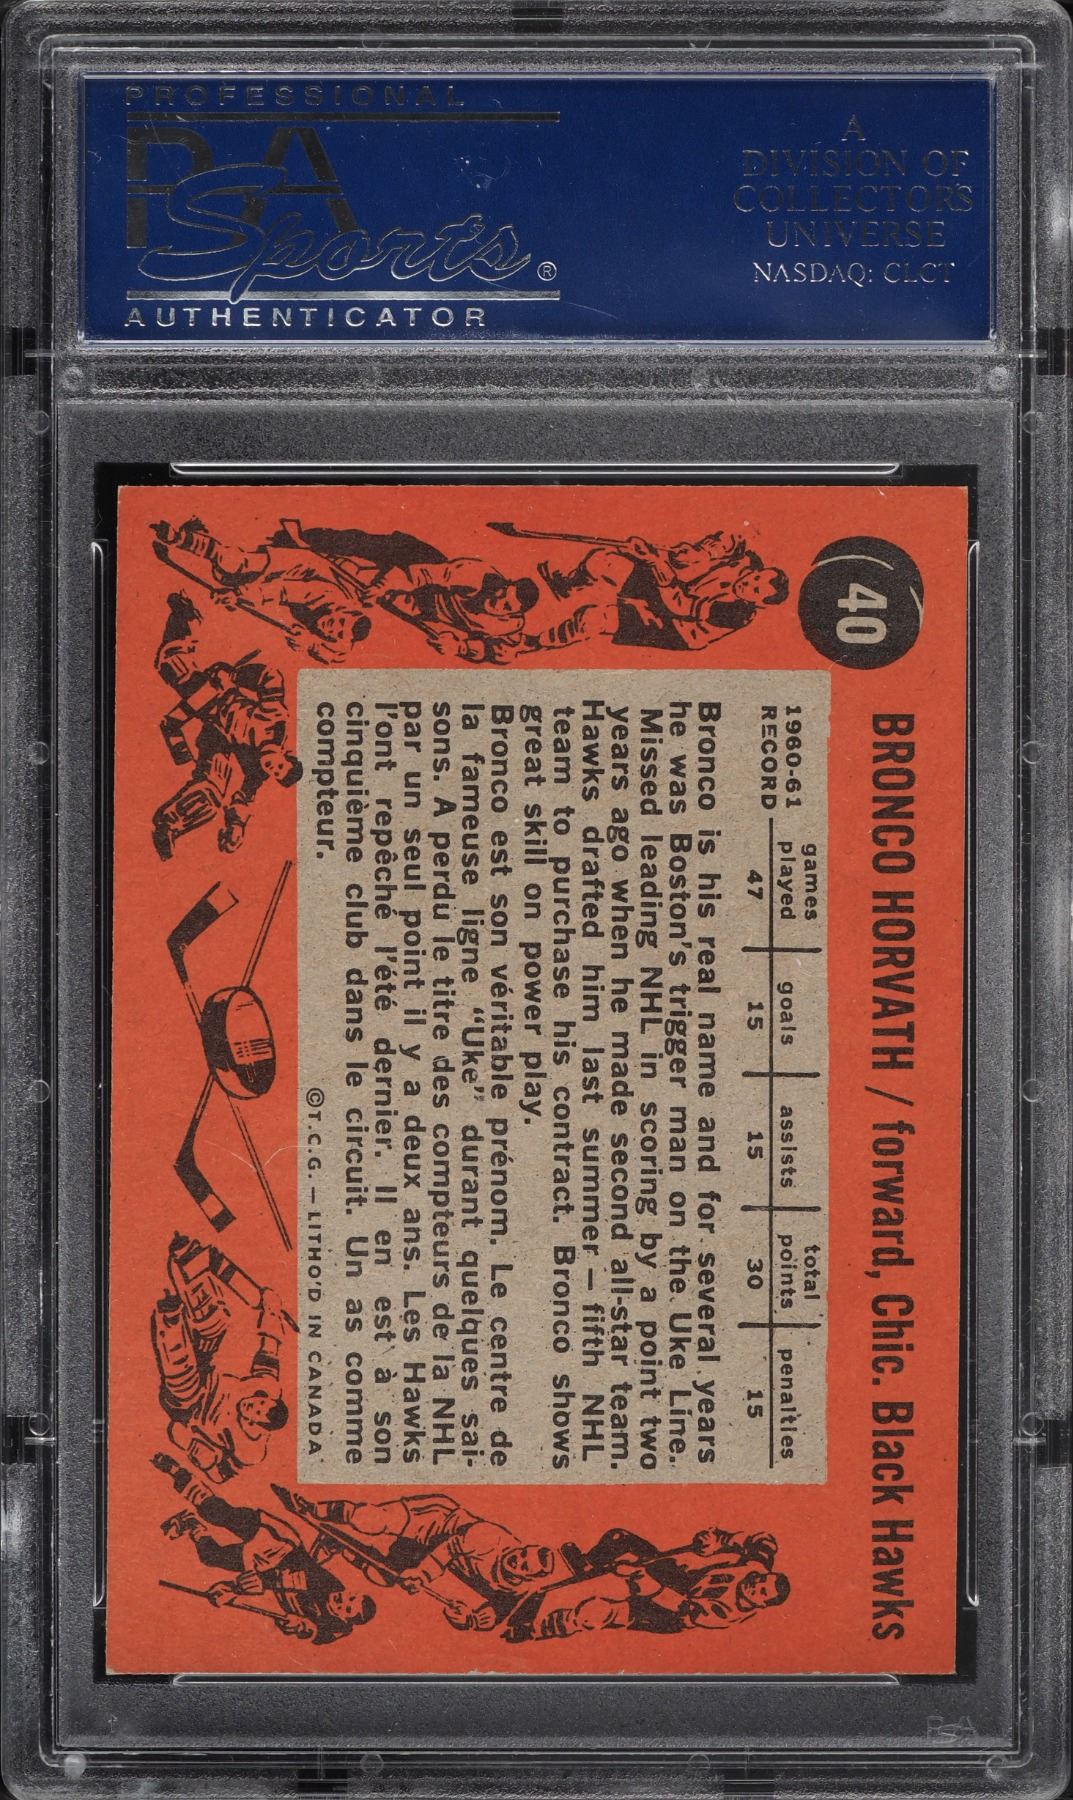 PROFESSIONAL
PSA
Sports ®
AUTHENTICATOR
A
DIVISION OF
COLLECTORS
UNIVERSE
NASDAQ: CLCT
40
BRONCO HORVATH / forward, Chic. Black Hawks
1960-61 RECORD
games played goals assists total points penalties
47 15 15 30 15
Bronco is his real name and for several years
he was Boston's trigger man on the Uke Line.
Missed leading NHL in scoring by a point two
years ago when he made second all-star team.
Hawks drafted him last summer — fifth NHL
team to purchase his contract. Bronco shows
great skill on power play.
Bronco est son véritable prénom. Le centre de
la fameuse ligne "Uke" durant quelques sai-
sons. A perdu le titre des compteurs de la NHL
par un seul point il y a deux ans. Les Hawks
l'ont repêche l'été dernier. Il en est à son
cinquième club dans le circuit. Un as comme
compteur.
©T.C.G. — LITHO'D IN CANADA
PSA